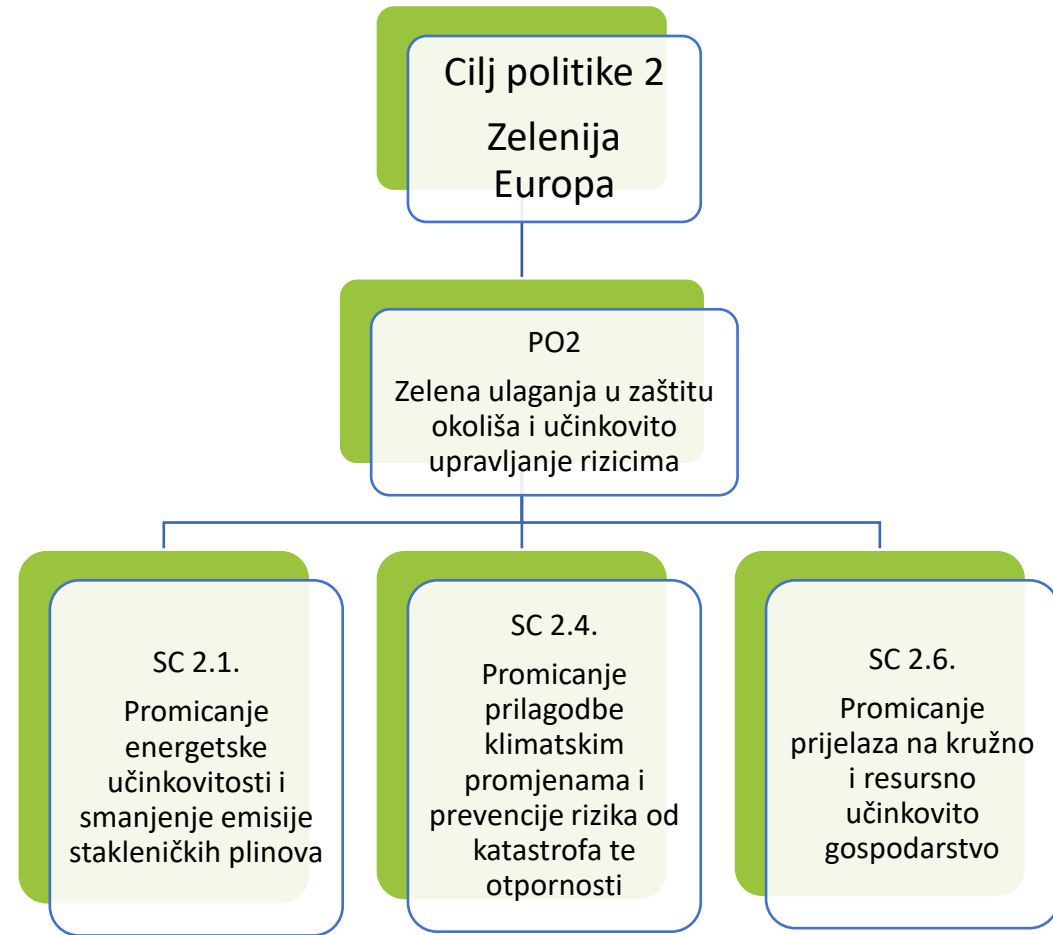 Cilj politike 2
Zelenija
Europa
PO2
Zelena ulaganja u zaštitu
okoliša i učinkovito
upravljanje rizicima
SC 2.1.
Promicanje
energetske
učinkovitosti i
smanjenje emisije
stakleničkih plinova
SC 2.4.
Promicanje
prilagodbe
klimatskim
promjenama i
prevencije rizika od
katastrofa te
otpornosti
SC 2.6.
Promicanje
prijelaza na kružno
i resursno
učinkovito
gospodarstvo